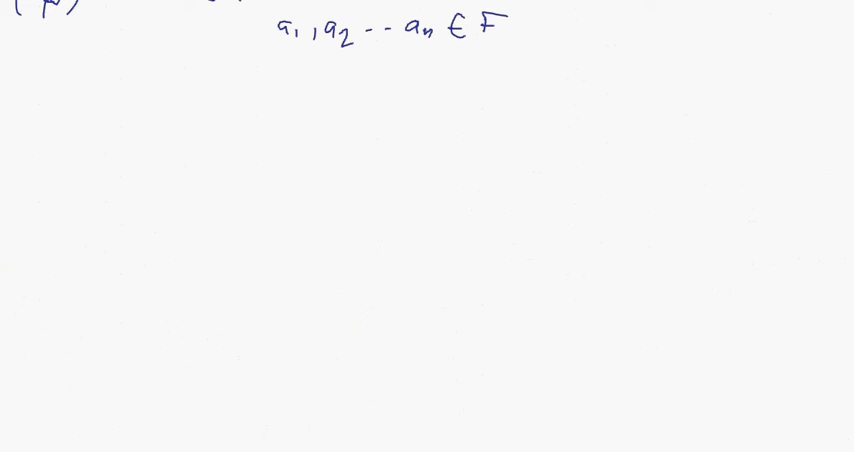 a₁, a₂ -- aₙ ∈ F